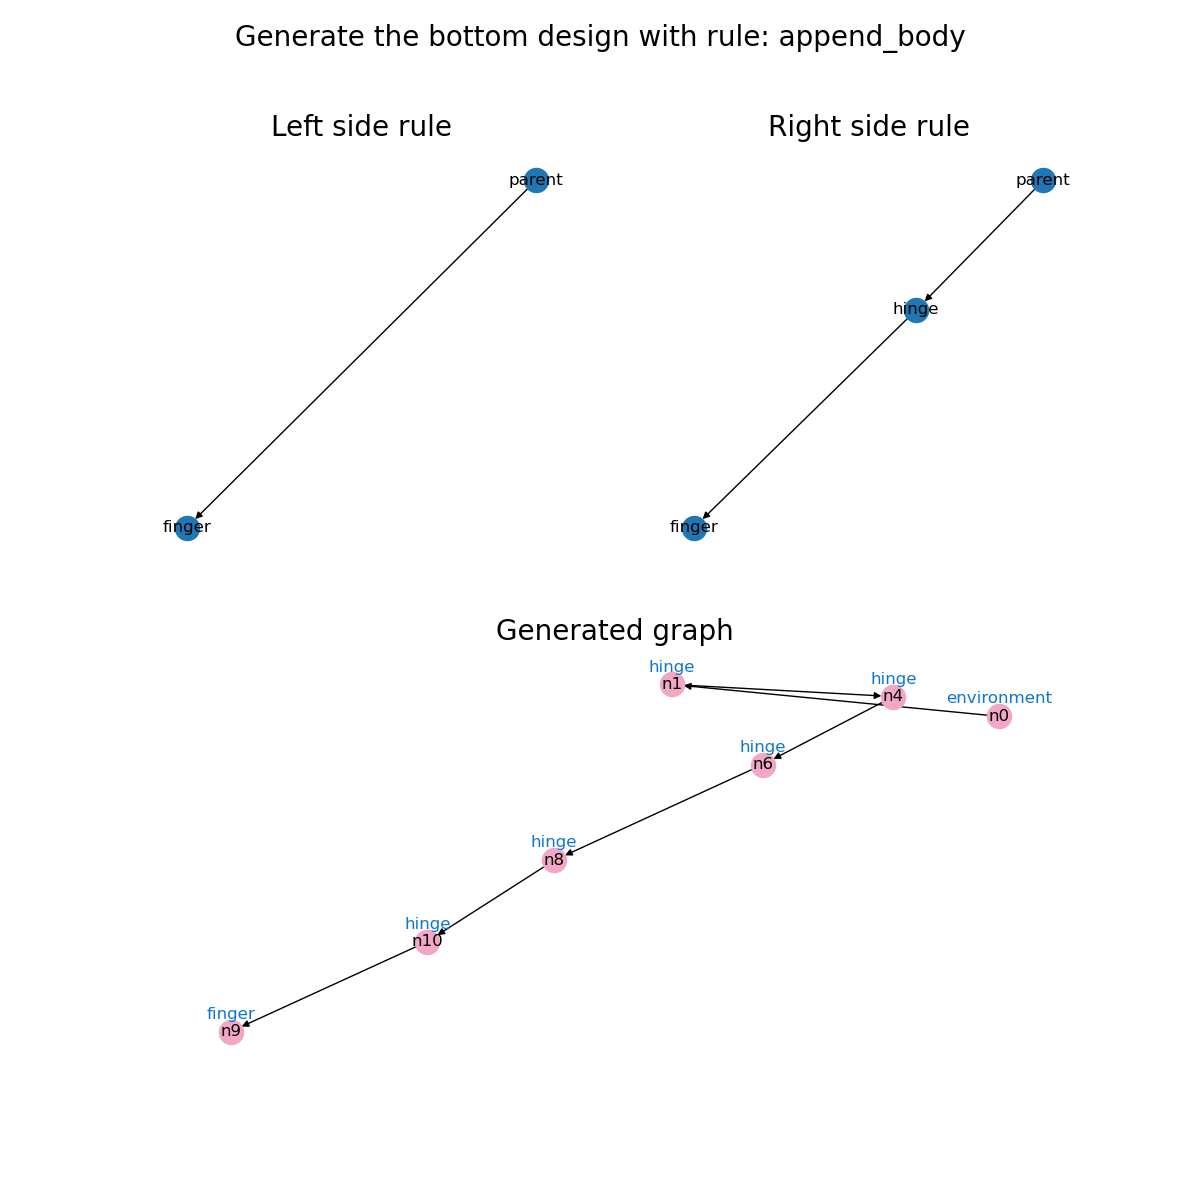 Generate the bottom design with rule: append_body
Left side rule
Right side rule
parent
parent
hinge
finger
finger
Generated graph
hinge
n1
hinge
n4
environment
n0
hinge
n6
hinge
n8
hinge
n10
finger
n9